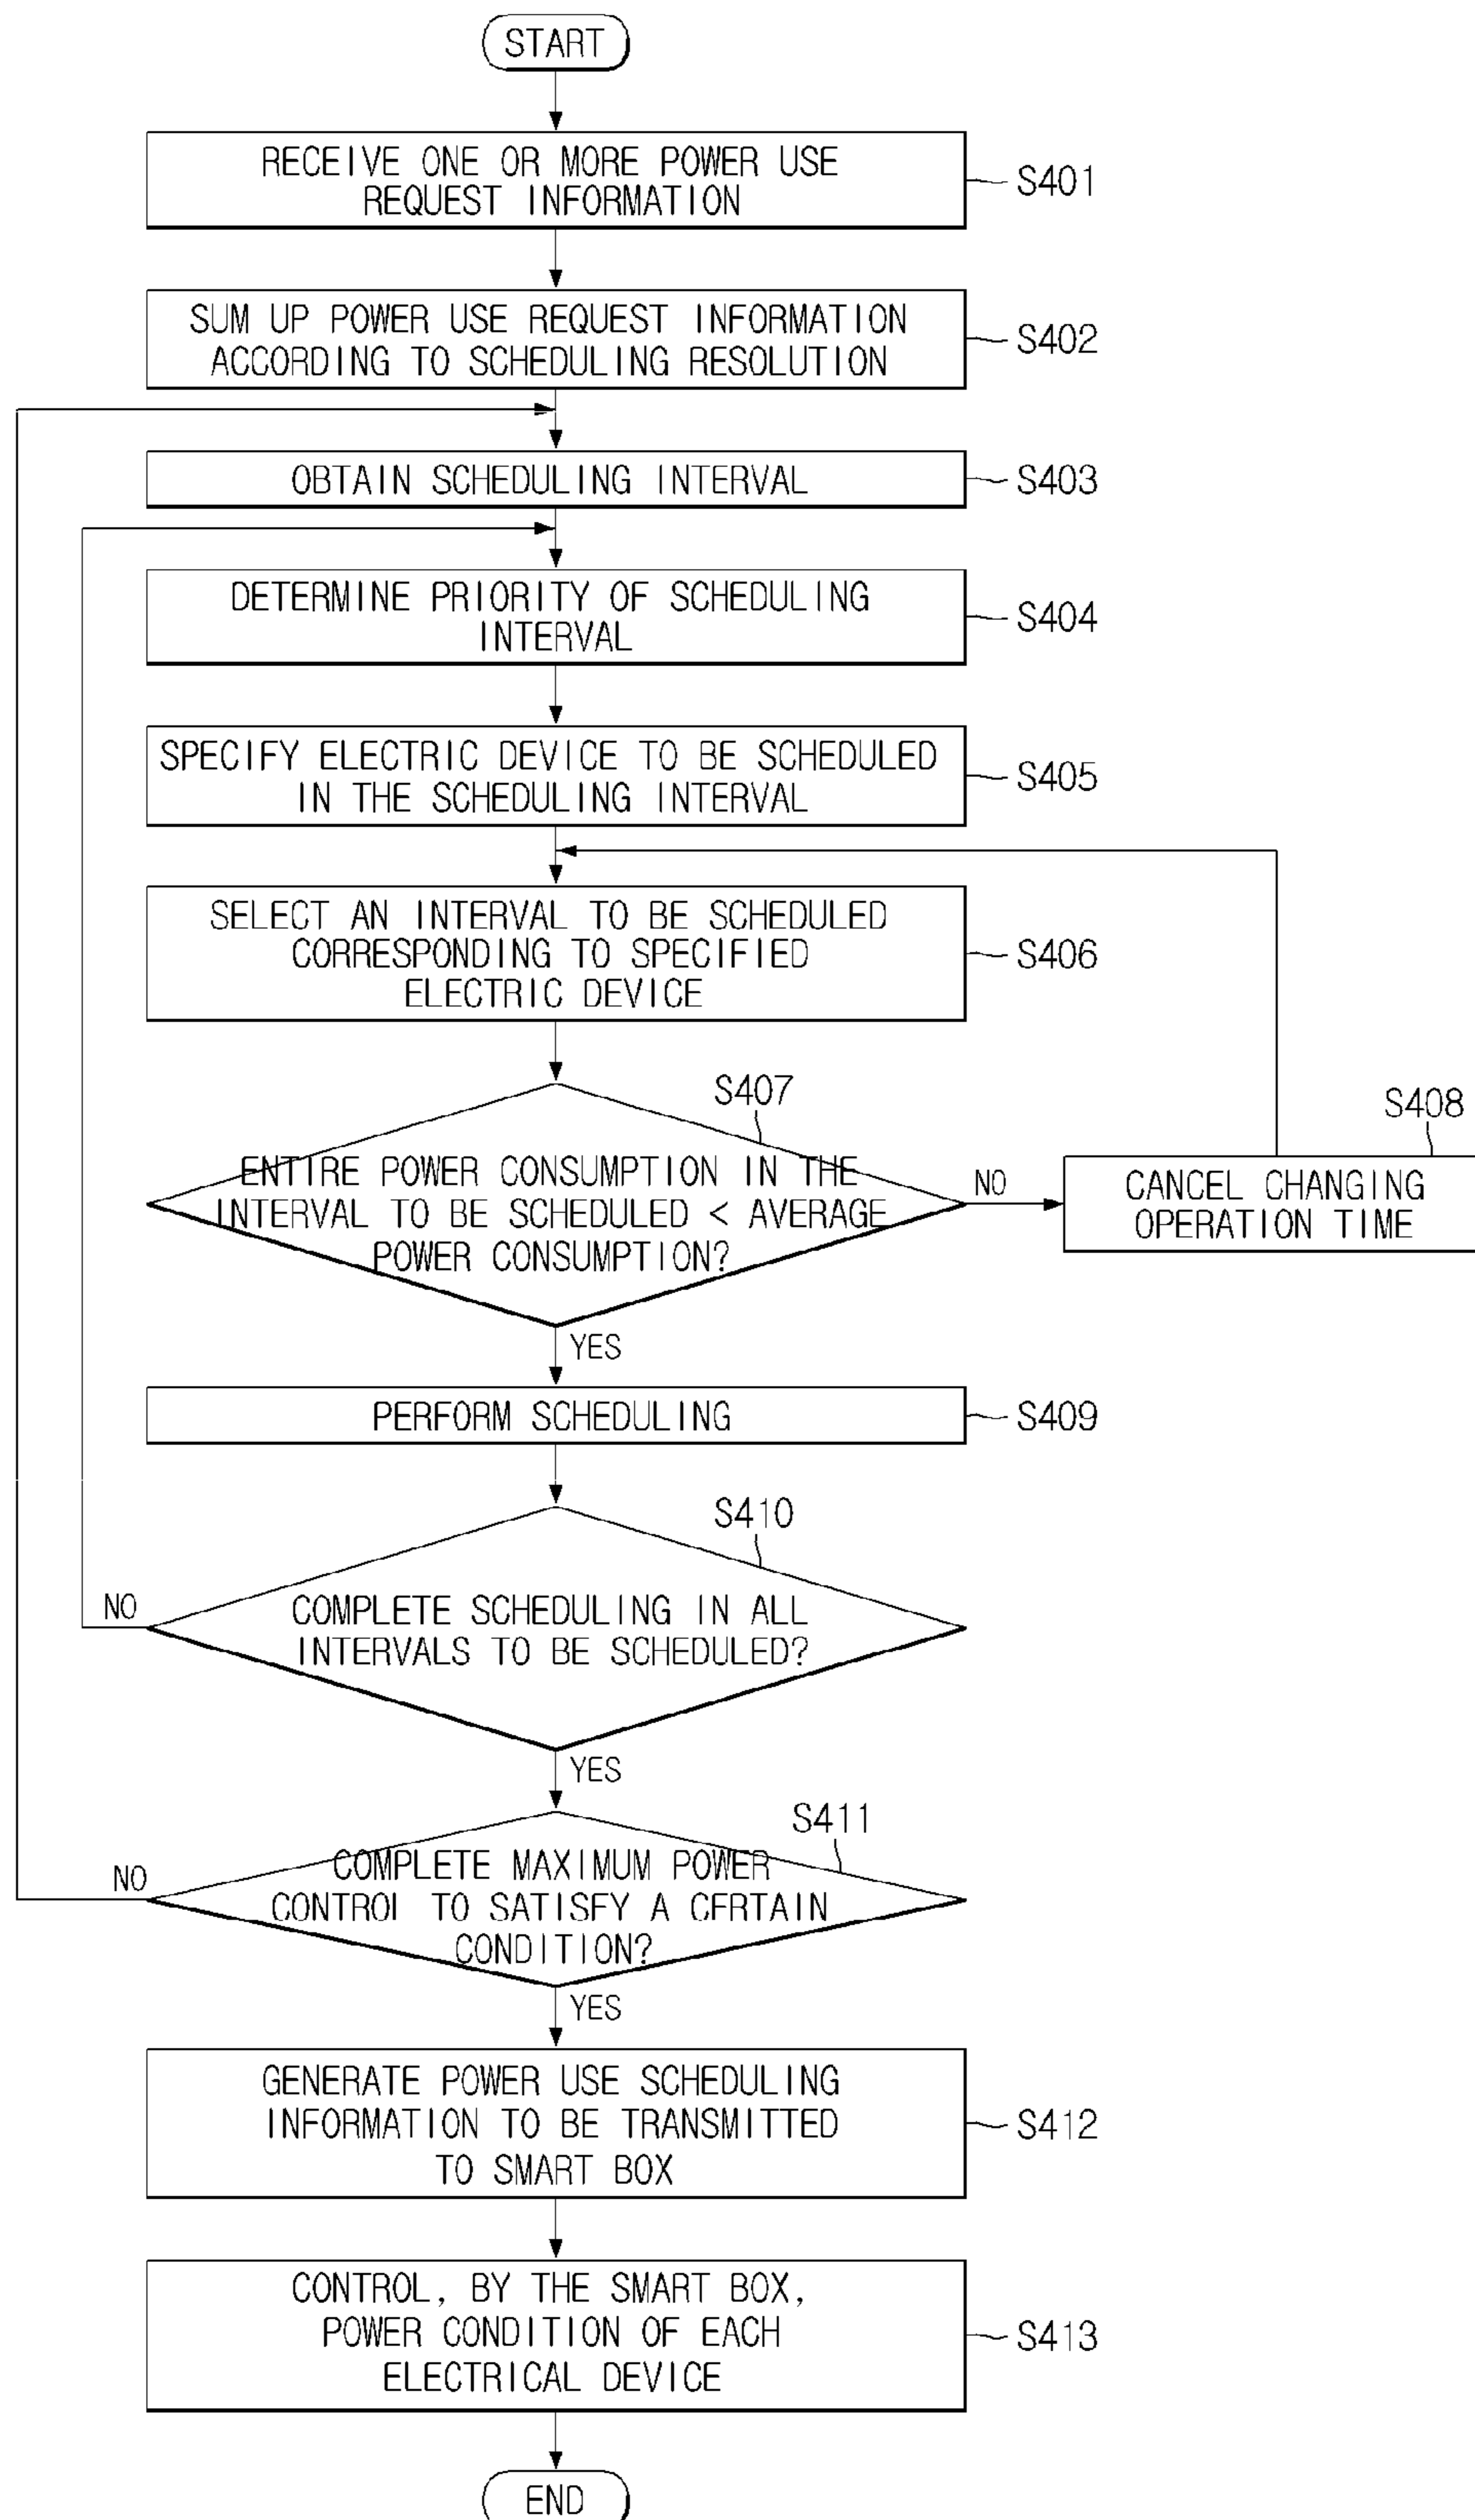 START
RECEIVE ONE OR MORE POWER USE
REQUEST INFORMATION
S401
SUM UP POWER USE REQUEST INFORMATION
ACCORDING TO SCHEDULING RESOLUTION
S402
OBTAIN SCHEDULING INTERVAL
S403
DETERMINE PRIORITY OF SCHEDULING
INTERVAL
S404
SPECIFY ELECTRIC DEVICE TO BE SCHEDULED
IN THE SCHEDULING INTERVAL
S405
SELECT AN INTERVAL TO BE SCHEDULED
CORRESPONDING TO SPECIFIED
ELECTRIC DEVICE
S406
S407
ENTIRE POWER CONSUMPTION IN THE
INTERVAL TO BE SCHEDULED < AVERAGE
POWER CONSUMPTION?
NO
S408
CANCEL CHANGING
OPERATION TIME
YES
PERFORM SCHEDULING
S409
S410
COMPLETE SCHEDULING IN ALL
INTERVALS TO BE SCHEDULED?
NO
YES
S411
COMPLETE MAXIMUM POWER
CONTROL TO SATISFY A CERTAIN
CONDITION?
NO
YES
GENERATE POWER USE SCHEDULING
INFORMATION TO BE TRANSMITTED
TO SMART BOX
S412
CONTROL, BY THE SMART BOX,
POWER CONDITION OF EACH
ELECTRICAL DEVICE
S413
END